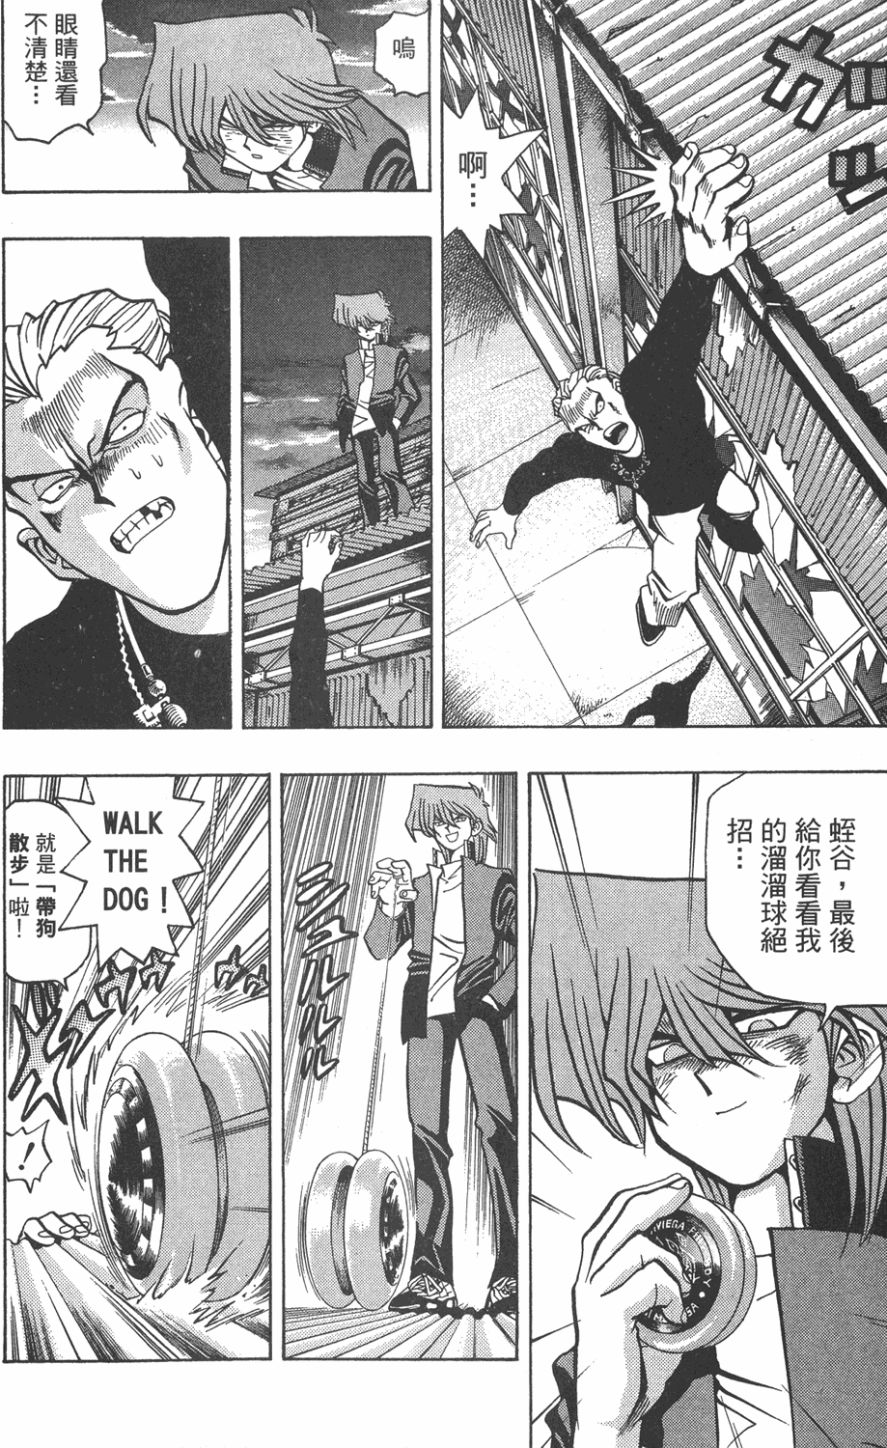 ガガッ
啊…
嗚
眼睛還看
不清楚…
蛭谷，最後
給你看看我
的溜溜球絕
招…
シュルルル
WALK
THE
DOG!
就是「帶狗
散步」啦！
！